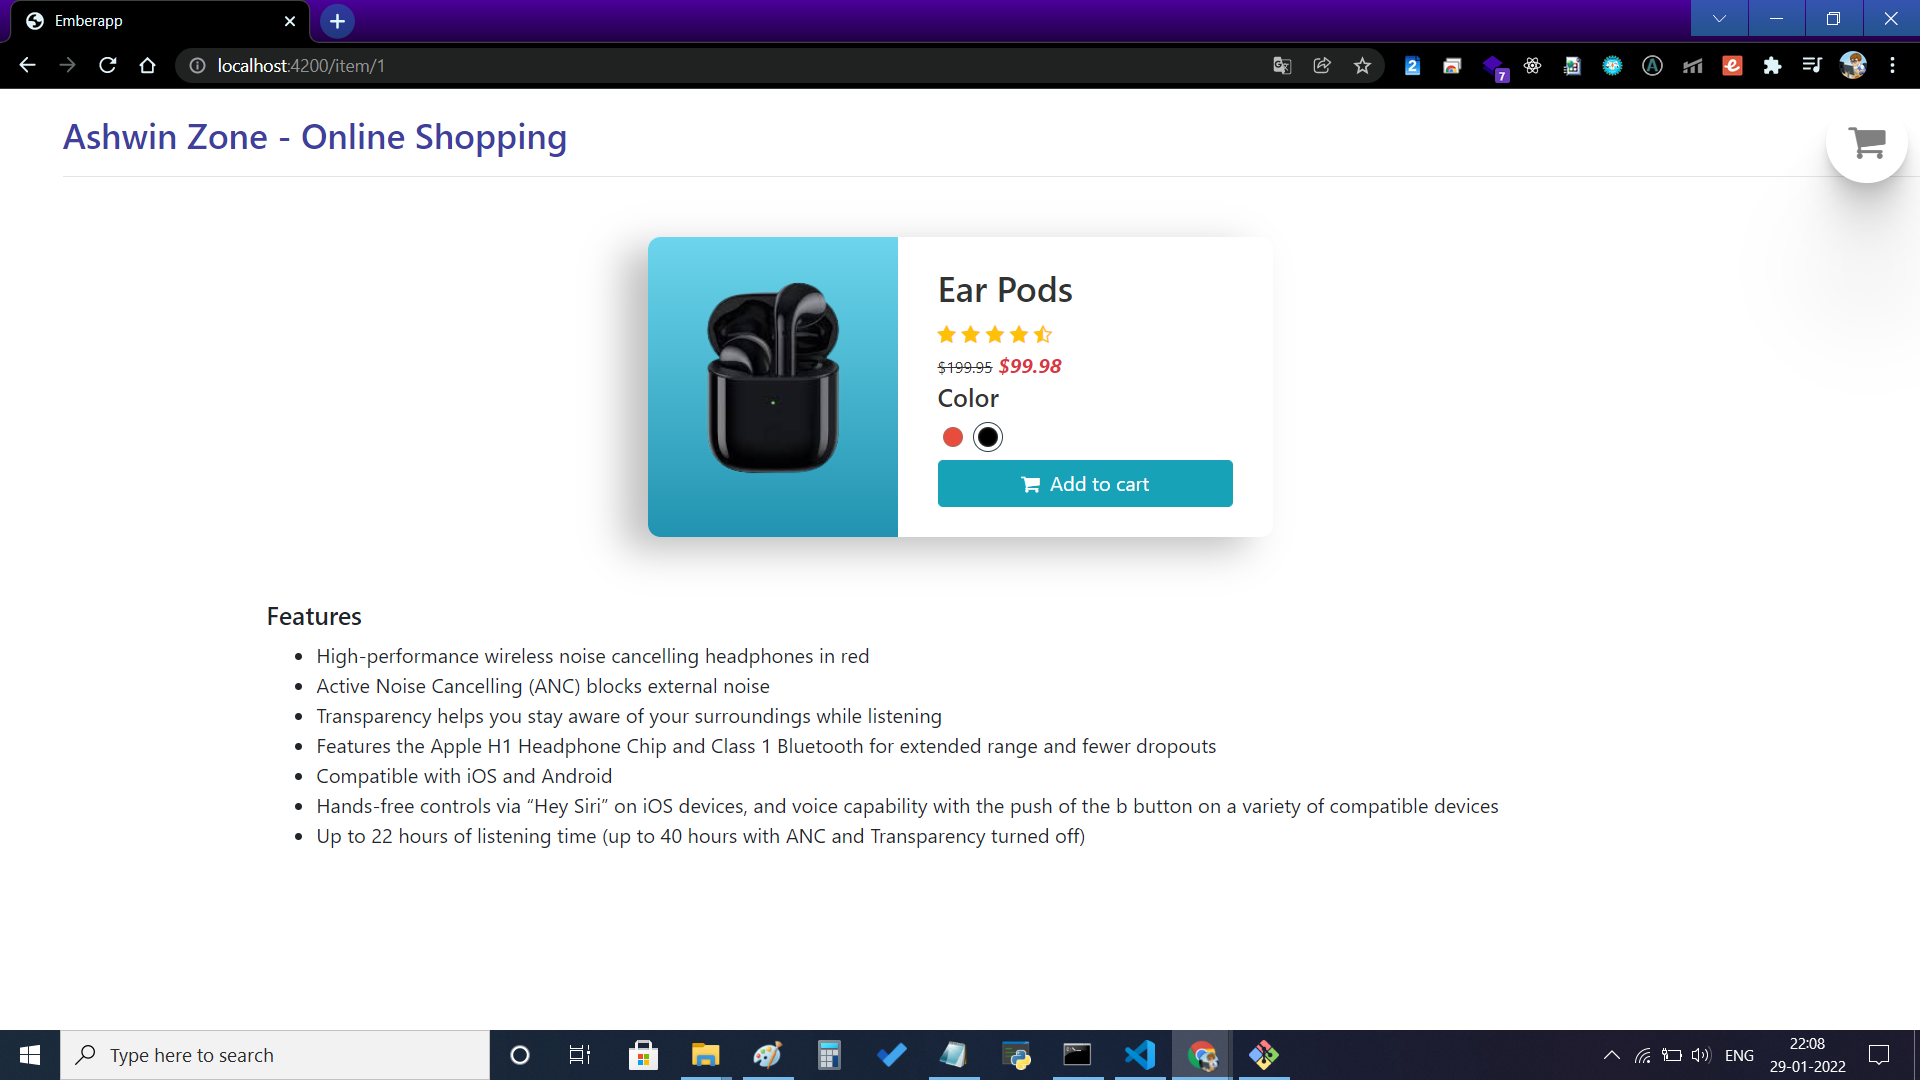 Emberapp
localhost:4200/item/1
2
7
Ashwin Zone - Online Shopping
Ear Pods
$199.95 $99.98
Color
Add to cart
Features
High-performance wireless noise cancelling headphones in red
Active Noise Cancelling (ANC) blocks external noise
Transparency helps you stay aware of your surroundings while listening
Features the Apple H1 Headphone Chip and Class 1 Bluetooth for extended range and fewer dropouts
Compatible with iOS and Android
Hands-free controls via “Hey Siri” on iOS devices, and voice capability with the push of the b button on a variety of compatible devices
Up to 22 hours of listening time (up to 40 hours with ANC and Transparency turned off)
Type here to search
ENG
22:08
29-01-2022